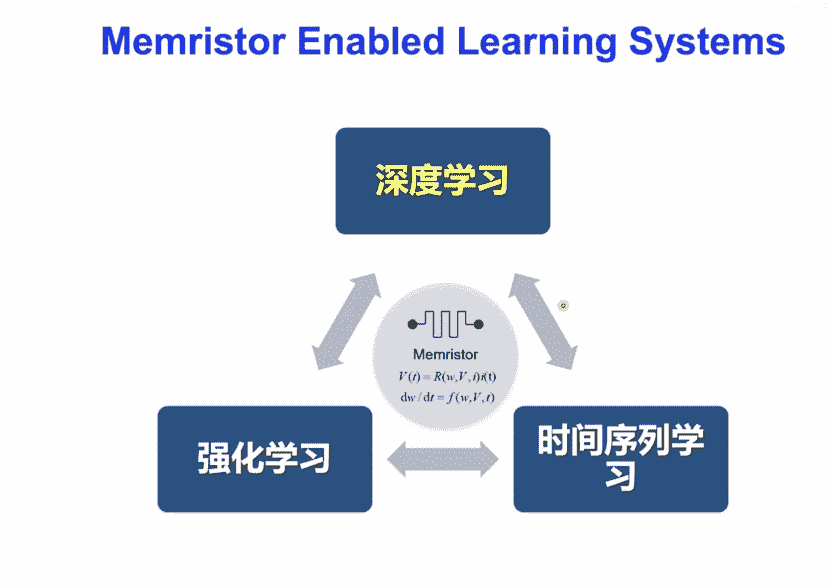 Memristor Enabled Learning Systems
深度学习
Memristor
V(t) = R(w,V,i)i(t)
dw / dt = f (w,V,t)
强化学习
时间序列学
习